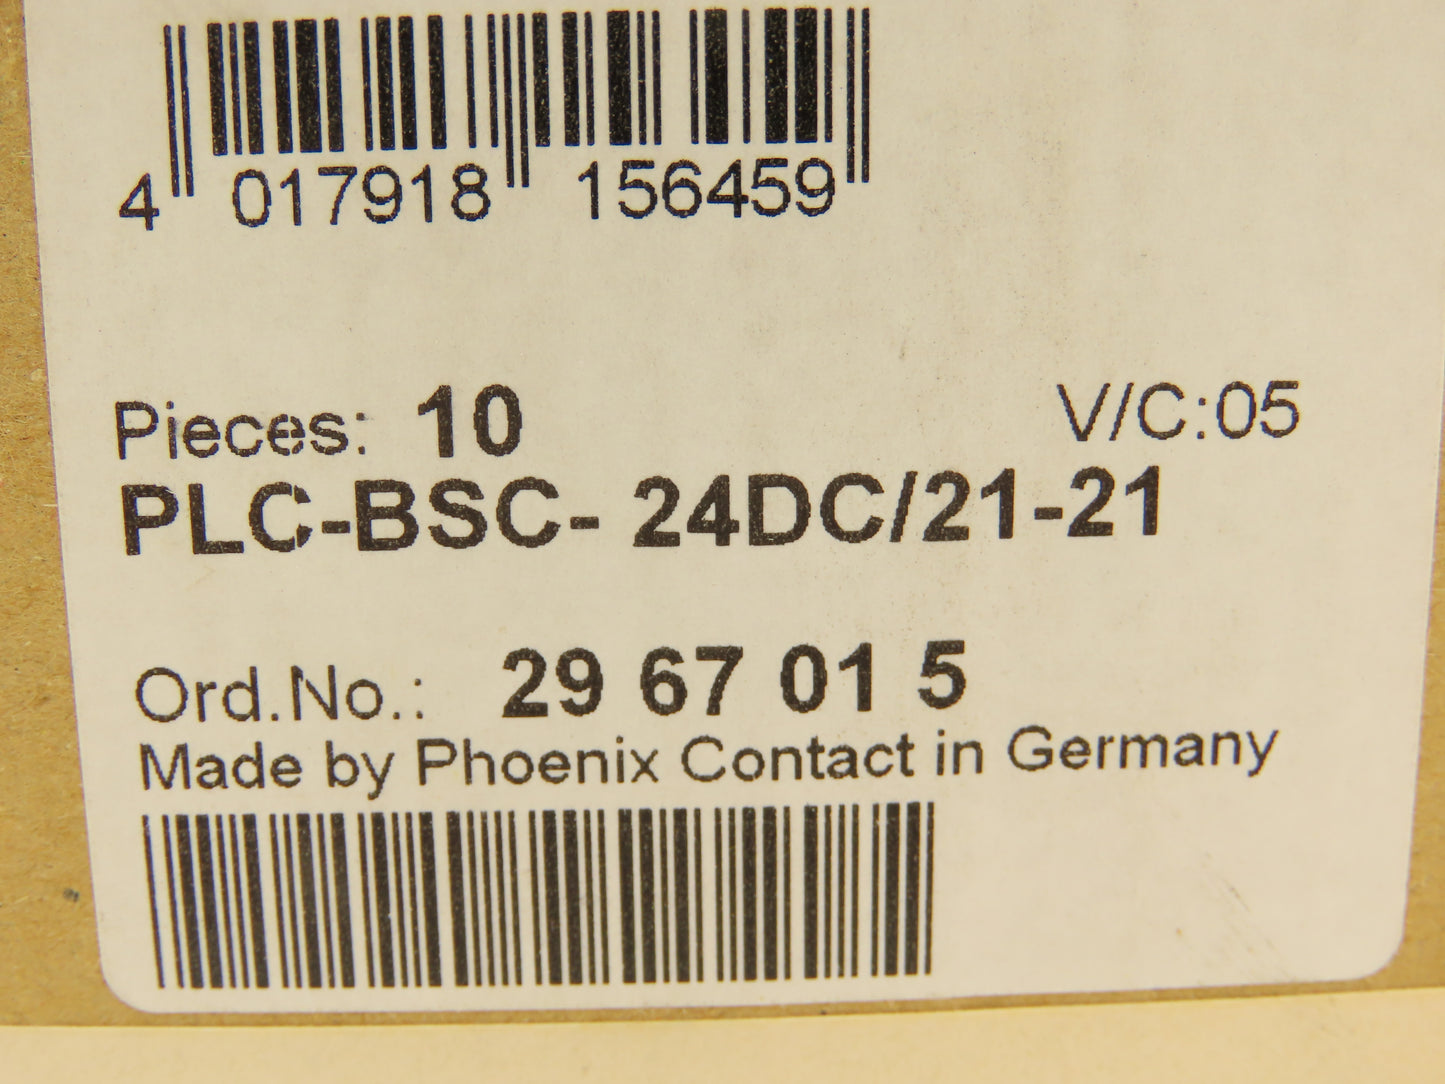 4 017918 156459
Pieces: 10 V/C:05
PLC-BSC- 24DC/21-21
Ord.No.: 29 67 01 5
Made by Phoenix Contact in Germany